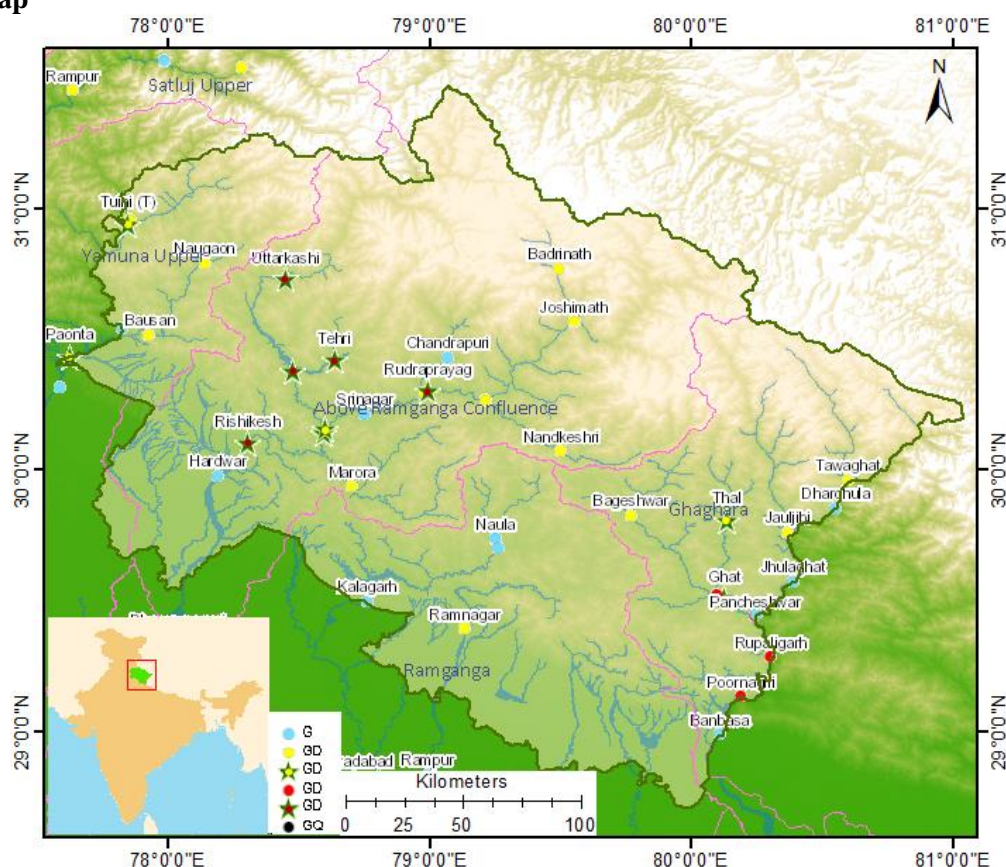 ap
78°0'0"E 79°0'0"E 80°0'0"E 81°0'0"E
N
Rampur
Satluj Upper
31°0'0"N
31°0'0"N
Tuini (T)
Naugaon
Yamuna Upper
Uttarkashi
Badrinath
Joshimath
Bausan
Paonta
Tehri
Chandrapuri
Rudraprayag
Srinagar
Above Ramganga Confluence
Rishikesh
Nandkeshri
30°0'0"N
30°0'0"N
Hardwar
Marora
Tawaghat
Dharchula
Bageshwar
Thal
Ghaghara
Jauljibi
Naula
Jhulaghat
Ghat
Kalagarh
Pancheshwar
Ramnagar
Rupaligarh
Ramganga
Poornagiri
Banbasa
29°0'0"N
29°0'0"N
radabad Rampur
G
GD
GD
GD
GD
GQ
Kilometers
0 25 50 100
78°0'0"E 79°0'0"E 80°0'0"E 81°0'0"E